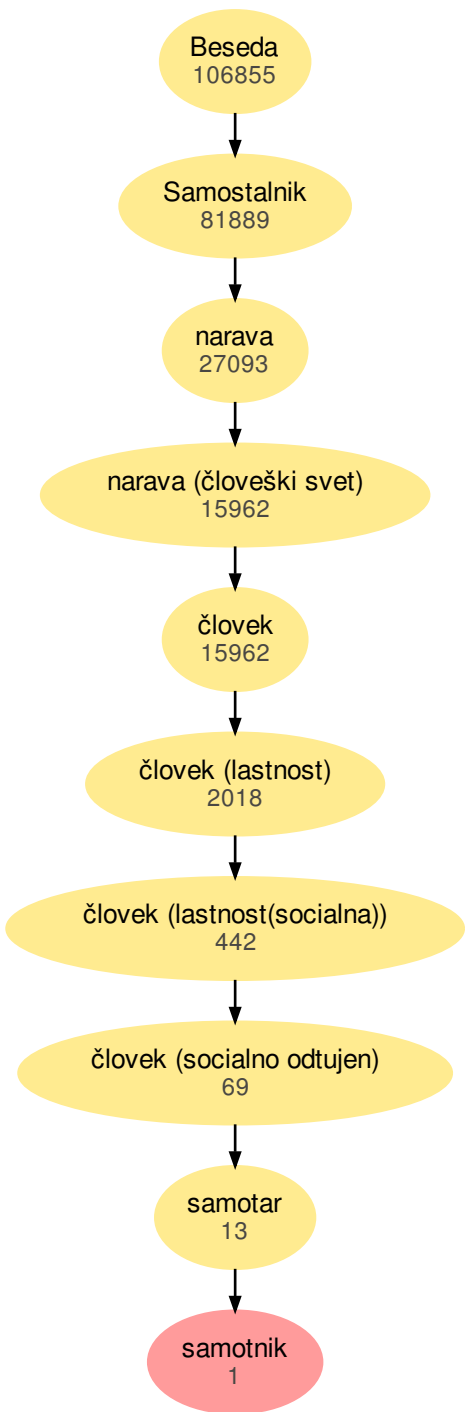 Beseda
106855
Samostalnik
81889
narava
27093
narava (človeški svet)
15962
človek
15962
človek (lastnost)
2018
človek (lastnost(socialna))
442
človek (socialno odtujen)
69
samotar
13
samotnik
1